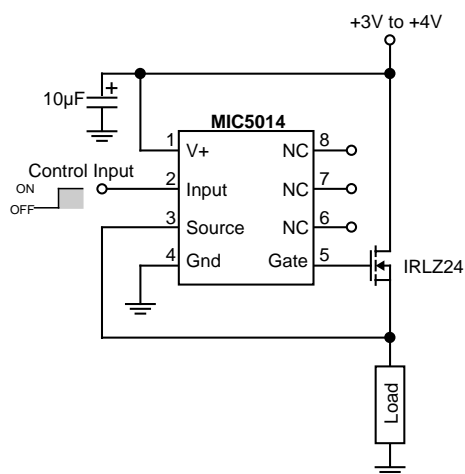 +3V to +4V
10µF
+
MIC5014
1 V+ NC 8
Control Input
ON
OFF
2 Input NC 7
3 Source NC 6
4 Gnd Gate 5
IRLZ24
Load